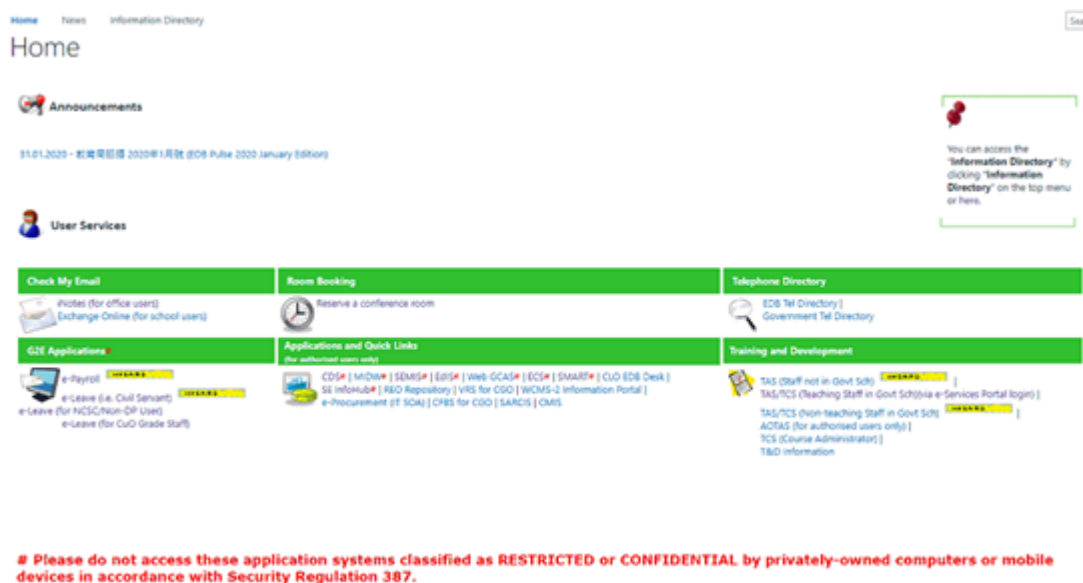 Home News Information Directory
Sea
Home
Announcements
31.01.2020 - 教育局脈搏 2020年1月號 (EDB Pulse 2020 January Edition)
You can access the
"Information Directory" by
clicking "Information
Directory" on the top menu
or here.
User Services
Check My Email
iNotes (for office users)
Exchange Online (for school users)
Room Booking
Reserve a conference room
Telephone Directory
EDB Tel Directory |
Government Tel Directory
G2E Applications#
e-Payroll
e-Leave (i.e. Civil Servant)
e-Leave (for NCSC/Non-DP User)
e-Leave (for CuO Grade Staff)
Applications and Quick Links
(for authorised users only)
CDS# | MIDW# | SEMIS# | EdIS# | Web GCAS# | ECS# | SMART# | CLO EDB Desk |
SE InfoHub# | REO Repository | VRS for CGO | WCMS-2 Information Portal |
e-Procurement (IT SOA) | CFBS for CGO | SARCIS | CMIS
Training and Development
TAS (Staff not in Govt Sch) |
TAS/TCS (Teaching Staff in Govt Sch)(via e-Services Portal login) |
TAS/TCS (Non-teaching Staff in Govt Sch) |
AOTAS (for authorised users only) |
TCS (Course Administrator) |
T&D Information
# Please do not access these application systems classified as RESTRICTED or CONFIDENTIAL by privately-owned computers or mobile
devices in accordance with Security Regulation 387.